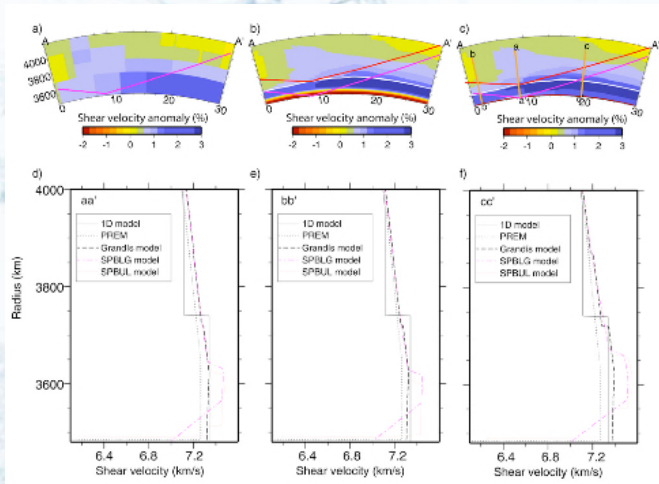 a)
A
A'
4000
3800
3600
0
10
20
30
Shear velocity anomaly (%)
-2 -1 0 1 2 3
b)
A
A'
0
10
20
30
Shear velocity anomaly (%)
-2 -1 0 1 2 3
c)
A
A'
b
a
c
0
20
30
Shear velocity anomaly (%)
-2 -1 0 1 2 3
d)
aa'
1D model
PREM
Grandis model
SPBLG model
SPBUL model
4000
3800
3600
Radius (km)
6.4 6.8 7.2
Shear velocity (km/s)
e)
bb'
1D model
PREM
Grandis model
SPBLG model
SPBUL model
6.4 6.8 7.2
Shear velocity (km/s)
f)
cc'
1D model
PREM
Grandis model
SPBLG model
SPBUL model
6.4 6.8 7.2
Shear velocity (km/s)